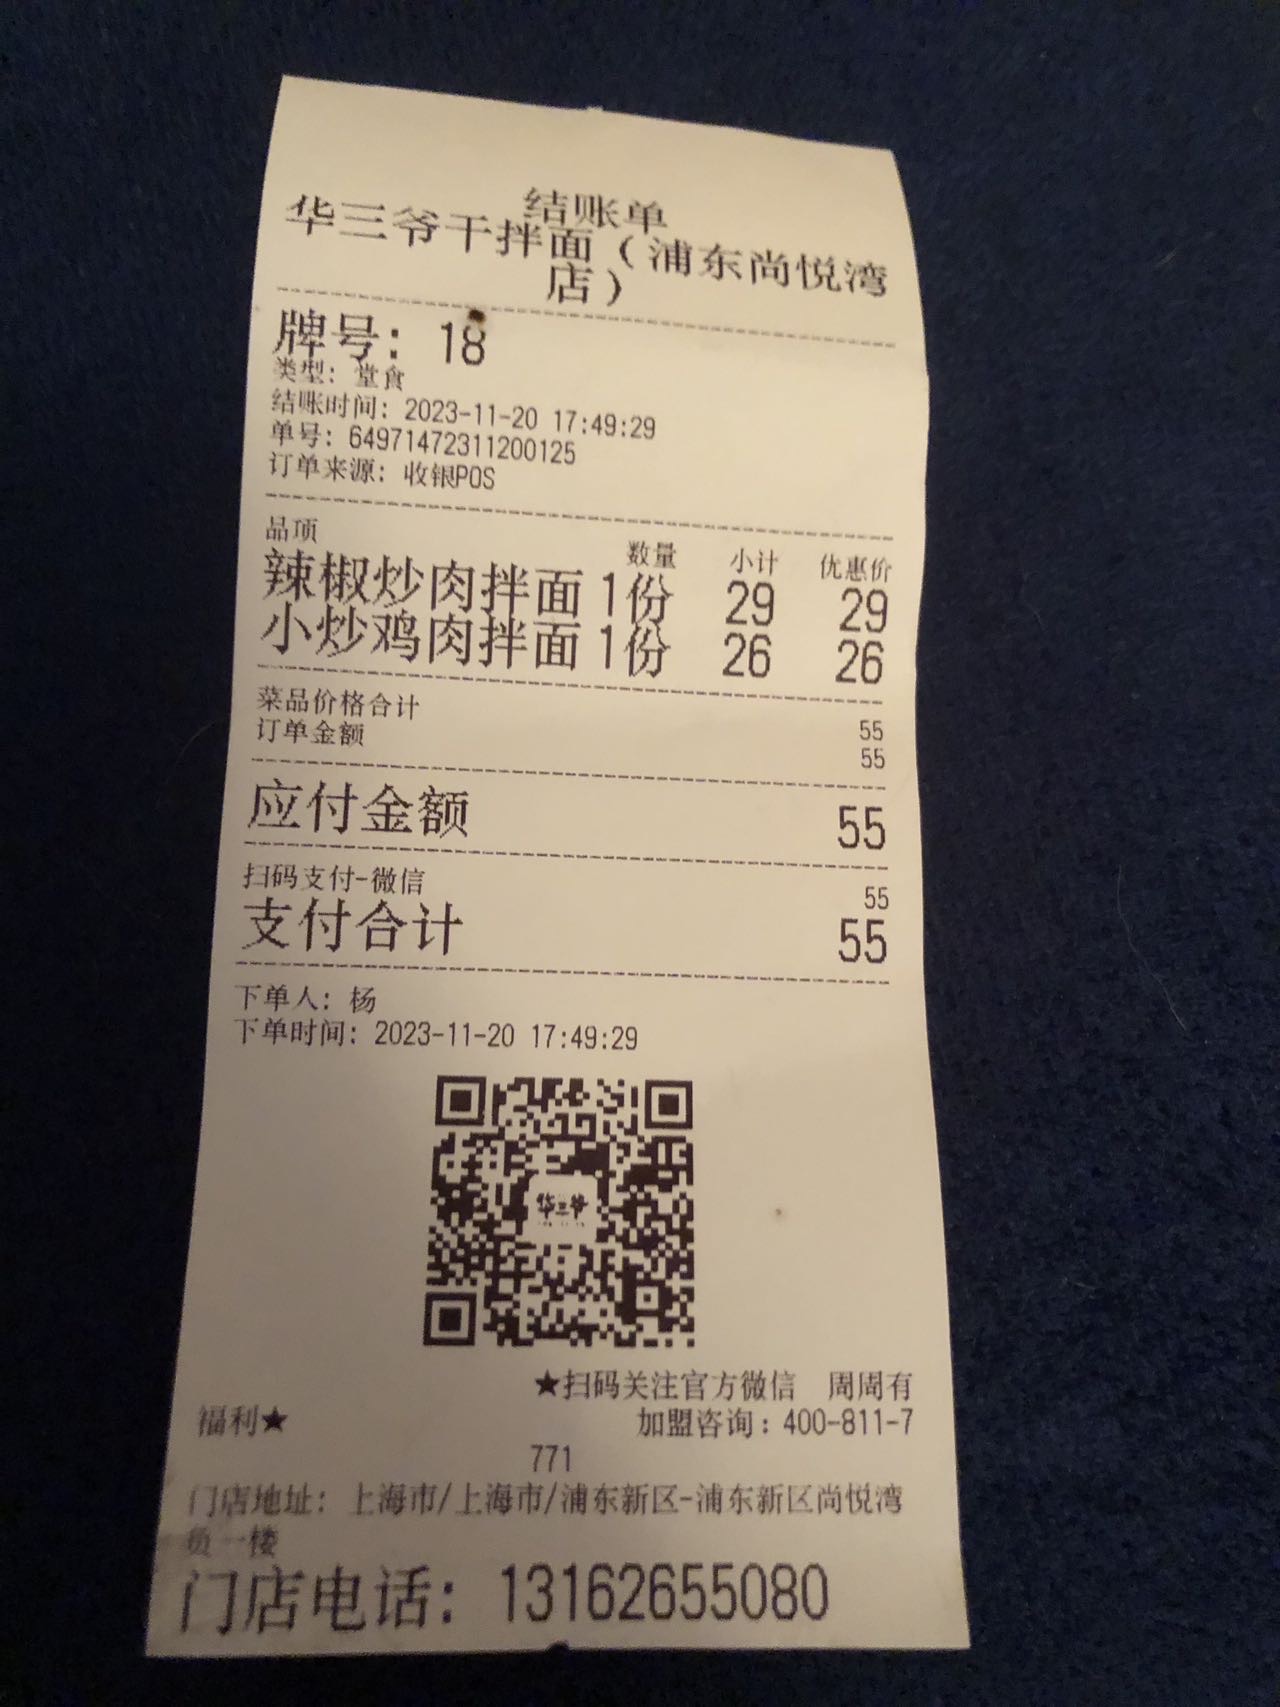 结账单
华三爷干拌面（浦东尚悦湾
店）
牌号：18
类型：堂食
结账时间：2023-11-20 17:49:29
单号：64971472311200125
订单来源：收银POS
品项 数量 小计 优惠价
辣椒炒肉拌面 1份 29 29
小炒鸡肉拌面 1份 26 26
菜品价格合计 55
订单金额 55
应付金额 55
扫码支付-微信 55
支付合计 55
下单人：杨
下单时间：2023-11-20 17:49:29
华三爷
★扫码关注官方微信 周周有
福利★ 加盟咨询：400-811-7
771
门店地址：上海市/上海市/浦东新区-浦东新区尚悦湾
负一楼
门店电话：13162655080